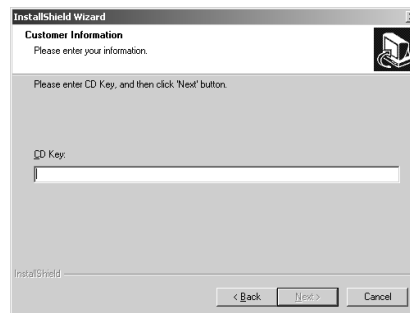 InstallShield Wizard
Customer Information
Please enter your information.
Please enter CD Key, and then click 'Next' button.
CD Key:
InstallShield
< Back Next > Cancel